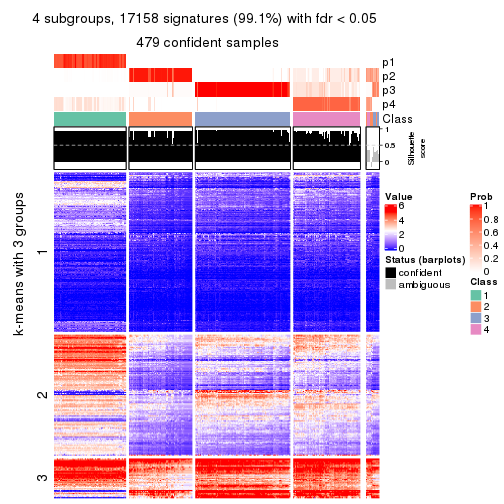 4 subgroups, 17158 signatures (99.1%) with fdr < 0.05
479 confident samples
p1
p2
p3
p4
Class
1
0.5
0
Silhouette
score
k-means with 3 groups
1
2
3
Value
6
4
2
0
Status (barplots)
confident
ambiguous
Prob
1
0.8
0.6
0.4
0.2
0
Class
1
2
3
4